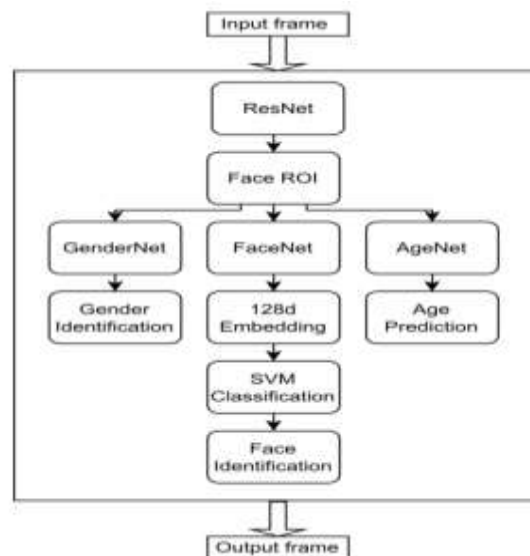 Input frame
ResNet
Face ROI
GenderNet
FaceNet
AgeNet
Gender
Identification
128d
Embedding
Age
Prediction
SVM
Classification
Face
Identification
Output frame